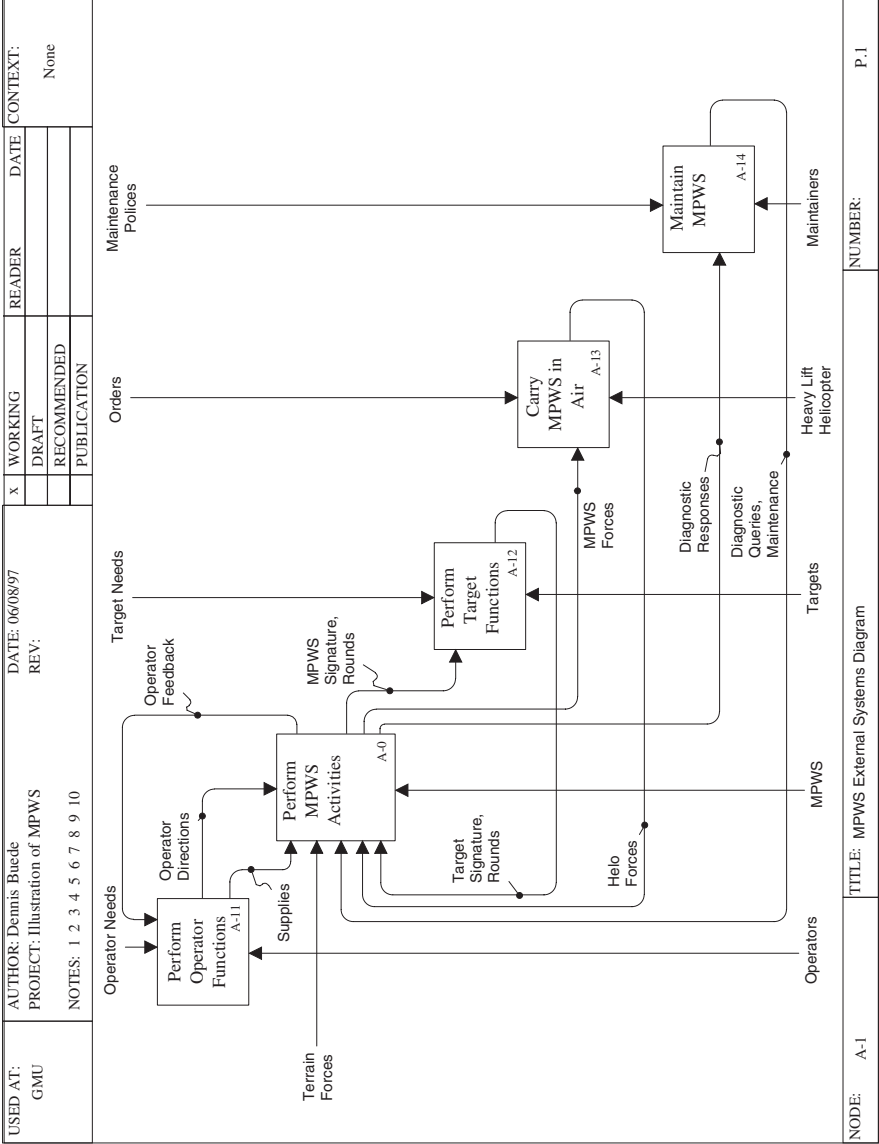 USED AT:
GMU
AUTHOR: Dennis Buede
PROJECT: Illustration of MPWS
NOTES: 1 2 3 4 5 6 7 8 9 10
DATE: 06/08/97
REV:
x
WORKING
DRAFT
RECOMMENDED
PUBLICATION
READER
DATE
CONTEXT:
None
Operator Needs
Target Needs
Orders
Maintenance
Polices
Operator
Feedback
Perform
Operator
Functions
A-11
Operator
Directions
Supplies
Terrain
Forces
Perform
MPWS
Activities
A-0
MPWS
Signature,
Rounds
Perform
Target
Functions
A-12
Target
Signature,
Rounds
MPWS
Forces
Carry
MPWS in
Air
A-13
Helo
Forces
Maintain
MPWS
A-14
Diagnostic
Responses
Diagnostic
Queries,
Maintenance
Operators
MPWS
Targets
Heavy Lift
Helicopter
Maintainers
NODE:
A-1
TITLE: MPWS External Systems Diagram
NUMBER:
P.1